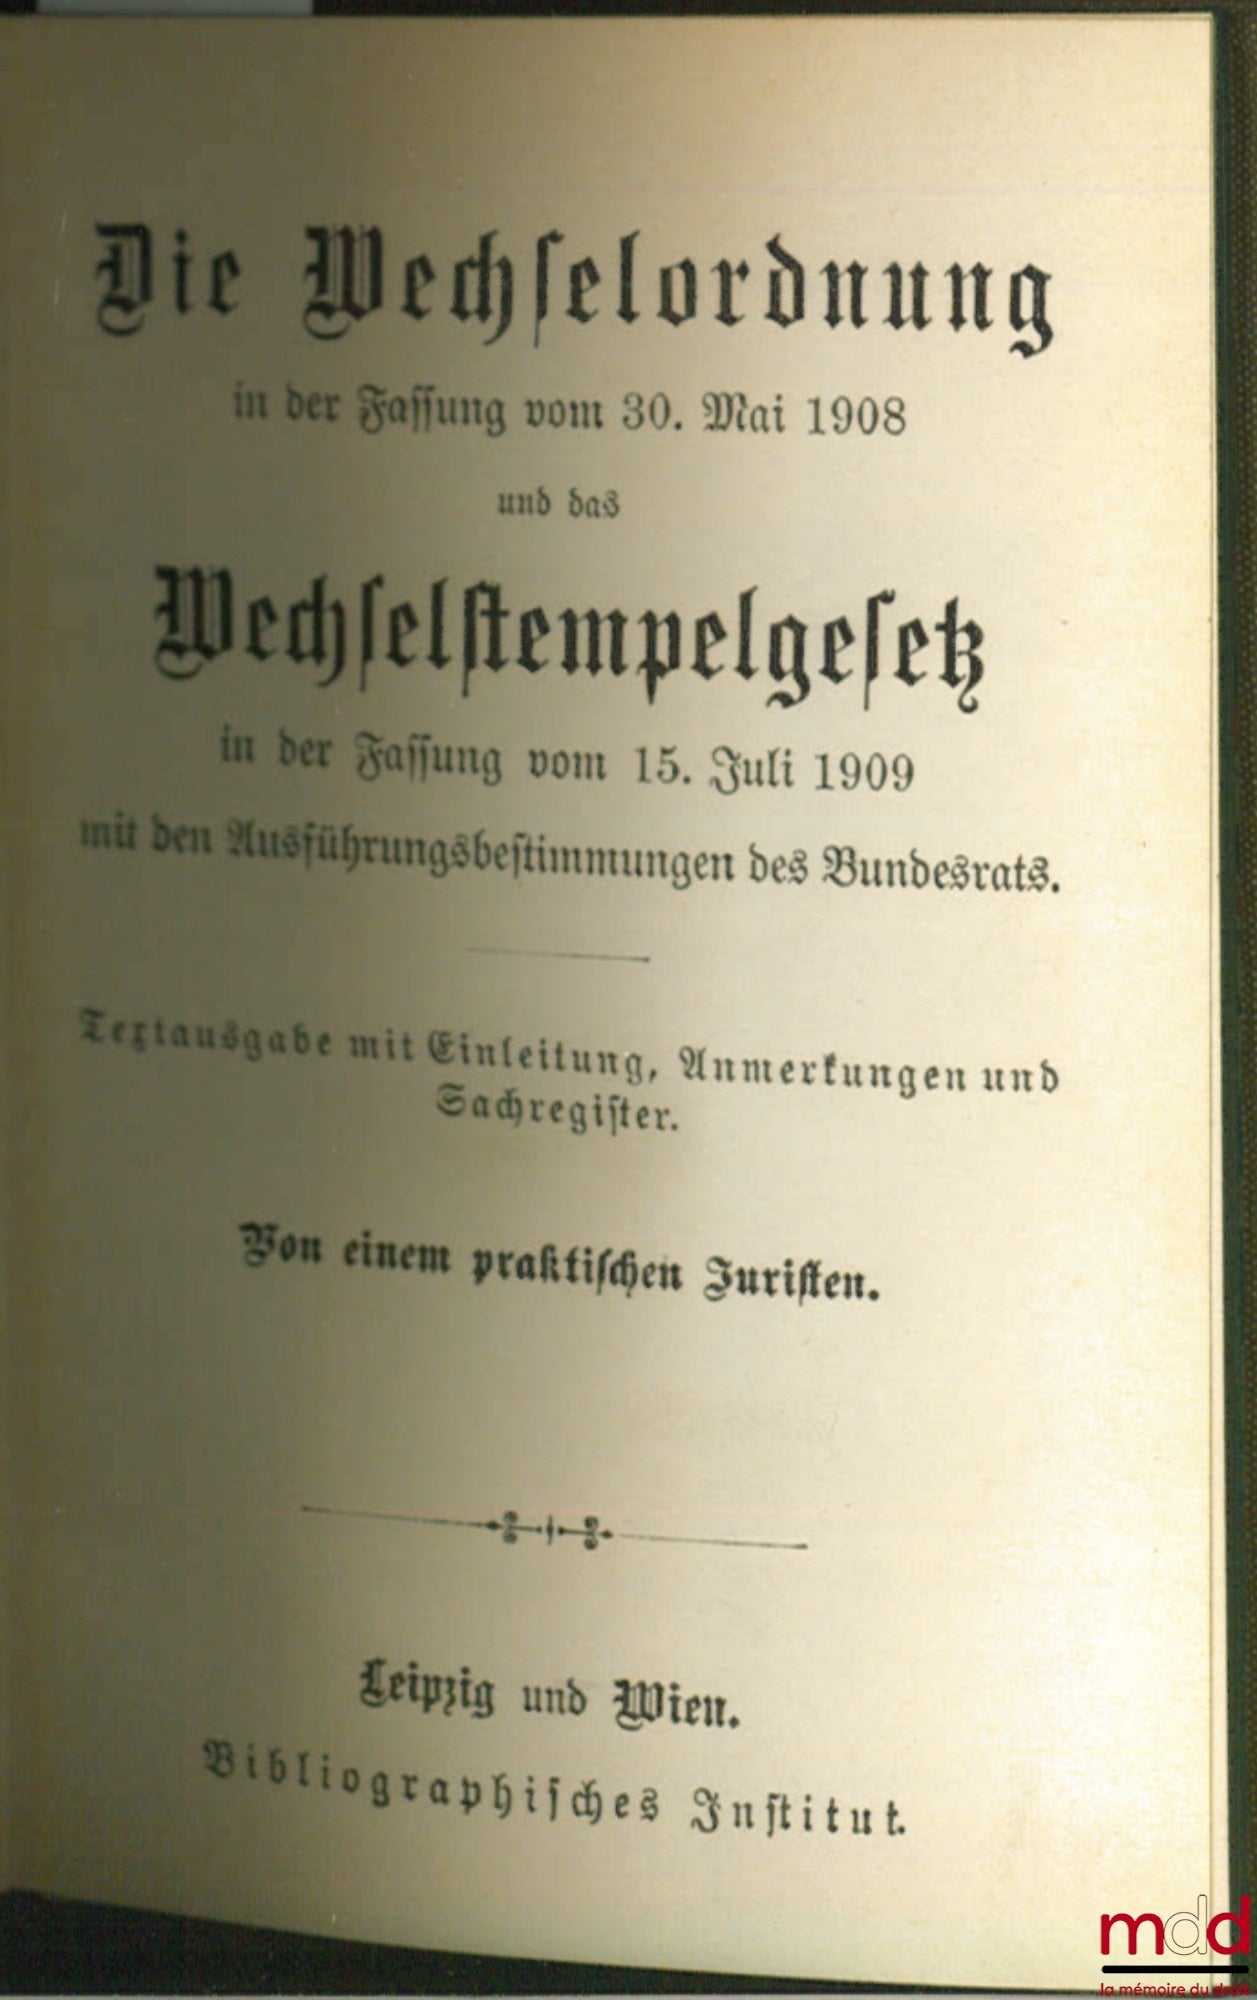 Die Wechselordnung
in der Fassung vom 30. Mai 1908
und das
Wechselstempelgesetz
in der Fassung vom 15. Juli 1909
mit den Ausführungsbestimmungen des Bundesrats.
Textausgabe mit Einleitung, Anmerkungen und
Sachregister.
Von einem praktischen Juristen.
Leipzig und Wien.
Bibliographisches Institut.
mdd
la mémoire du droit